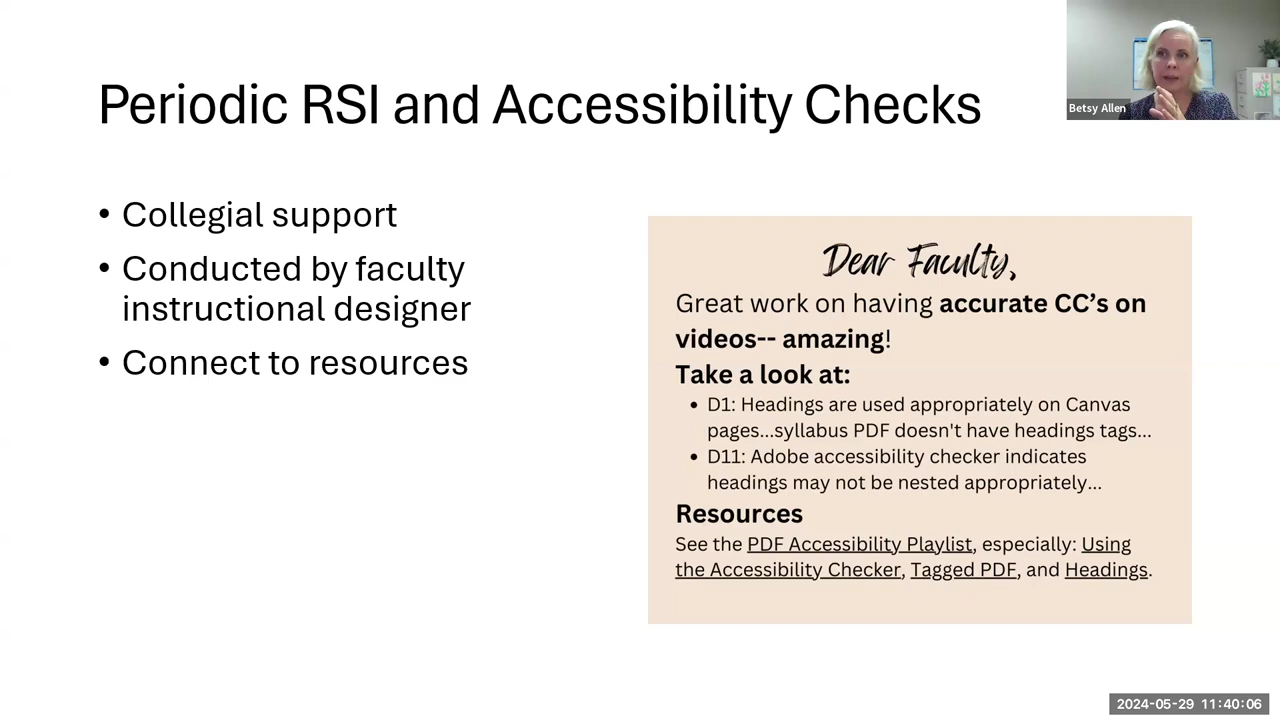 Periodic RSI and Accessibility Checks
Betsy Allen
• Collegial support
• Conducted by faculty
instructional designer
• Connect to resources
Dear Faculty,
Great work on having accurate CC’s on
videos-- amazing!
Take a look at:
• D1: Headings are used appropriately on Canvas
pages...syllabus PDF doesn't have headings tags...
• D11: Adobe accessibility checker indicates
headings may not be nested appropriately...
Resources
See the PDF Accessibility Playlist, especially: Using
the Accessibility Checker, Tagged PDF, and Headings.
2024-05-29 11:40:06